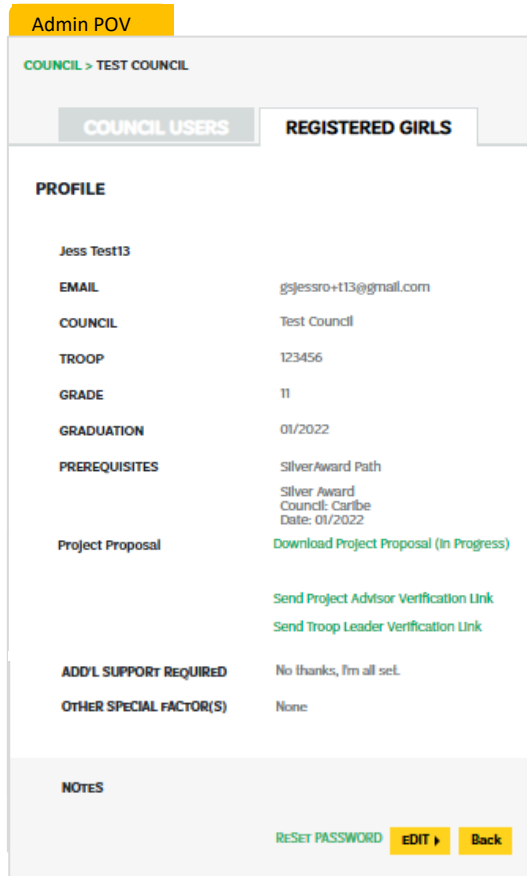 Admin POV
COUNCIL > TEST COUNCIL
COUNCIL USERS REGISTERED GIRLS
PROFILE
Jess Test13
EMAIL gsjessro+t13@gmail.com
COUNCIL Test Council
TROOP 123456
GRADE 11
GRADUATION 01/2022
PREREQUISITES SilverAward Path
Silver Award
Council: Caribe
Date: 01/2022
Project Proposal Download Project Proposal (In Progress)
Send Project Advisor Verification Link
Send Troop Leader Verification Link
ADD'L SUPPORT REQUIRED No thanks, I'm all set.
OTHER SPECIAL FACTOR(S) None
NOTES
RESET PASSWORD EDIT Back